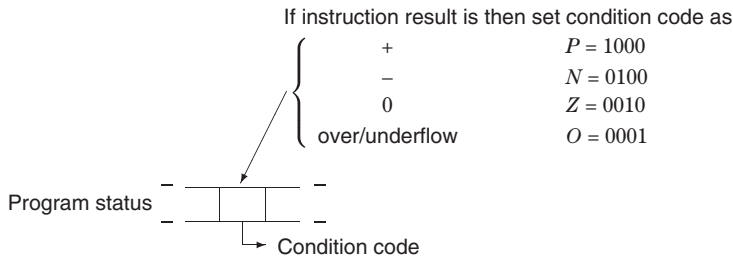 If instruction result is then set condition code as
+ P = 1000
– N = 0100
0 Z = 0010
over/underflow O = 0001
Program status
Condition code